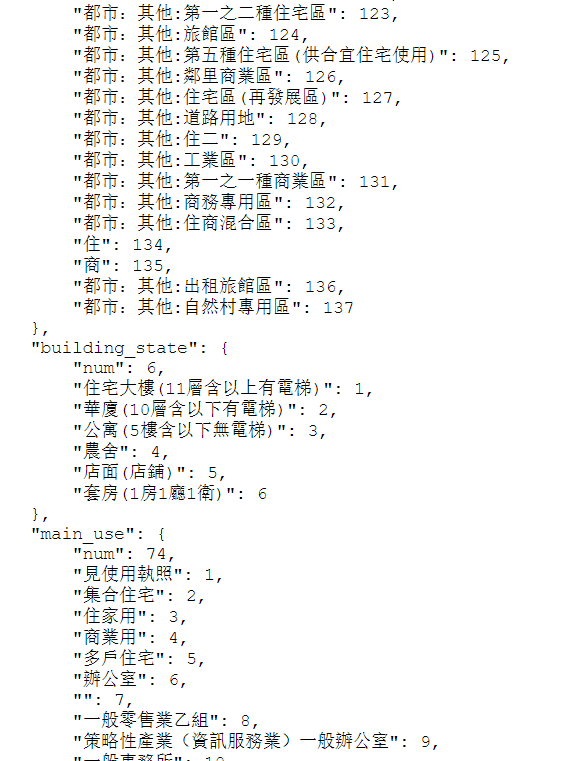 "都市: 其他:第一之二種住宅區": 123,
"都市: 其他:旅館區": 124,
"都市: 其他:第五種住宅區(供合宜住宅使用)": 125,
"都市: 其他:鄰里商業區": 126,
"都市: 其他:住宅區(再發展區)": 127,
"都市: 其他:道路用地": 128,
"都市: 其他:住二": 129,
"都市: 其他:工業區": 130,
"都市: 其他:第一之一種商業區": 131,
"都市: 其他:商務專用區": 132,
"都市: 其他:住商混合區": 133,
"住": 134,
"商": 135,
"都市: 其他:出租旅館區": 136,
"都市: 其他:自然村專用區": 137
},
"building_state": {
"num": 6,
"住宅大樓(11層含以上有電梯)": 1,
"華廈(10層含以下有電梯)": 2,
"公寓(5樓含以下無電梯)": 3,
"農舍": 4,
"店面(店鋪)": 5,
"套房(1房1廳1衛)": 6
},
"main_use": {
"num": 74,
"見使用執照": 1,
"集合住宅": 2,
"住家用": 3,
"商業用": 4,
"多戶住宅": 5,
"辦公室": 6,
"": 7,
"一般零售業乙組": 8,
"策略性產業（資訊服務業）一般辦公室": 9,